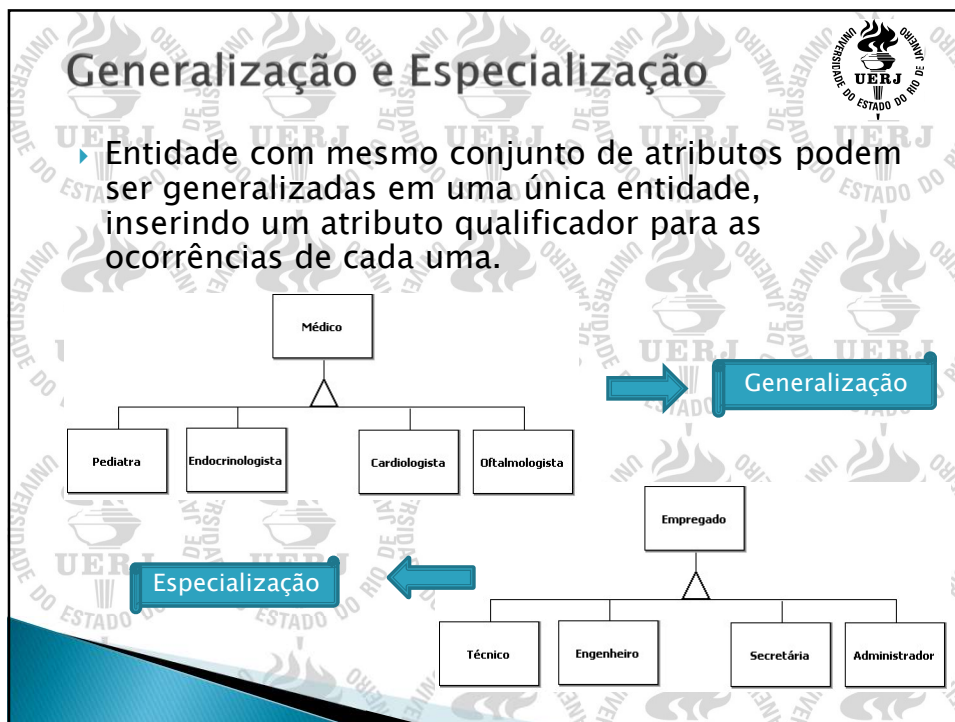 Generalização e Especialização
UNIVERSIDADE DO ESTADO DO RIO DE JANEIRO
UERJ
Entidade com mesmo conjunto de atributos podem
ser generalizadas em uma única entidade,
inserindo um atributo qualificador para as
ocorrências de cada uma.
Médico
Generalização
Pediatra
Endocrinologista
Cardiologista
Oftalmologista
Empregado
Especialização
Técnico
Engenheiro
Secretária
Administrador